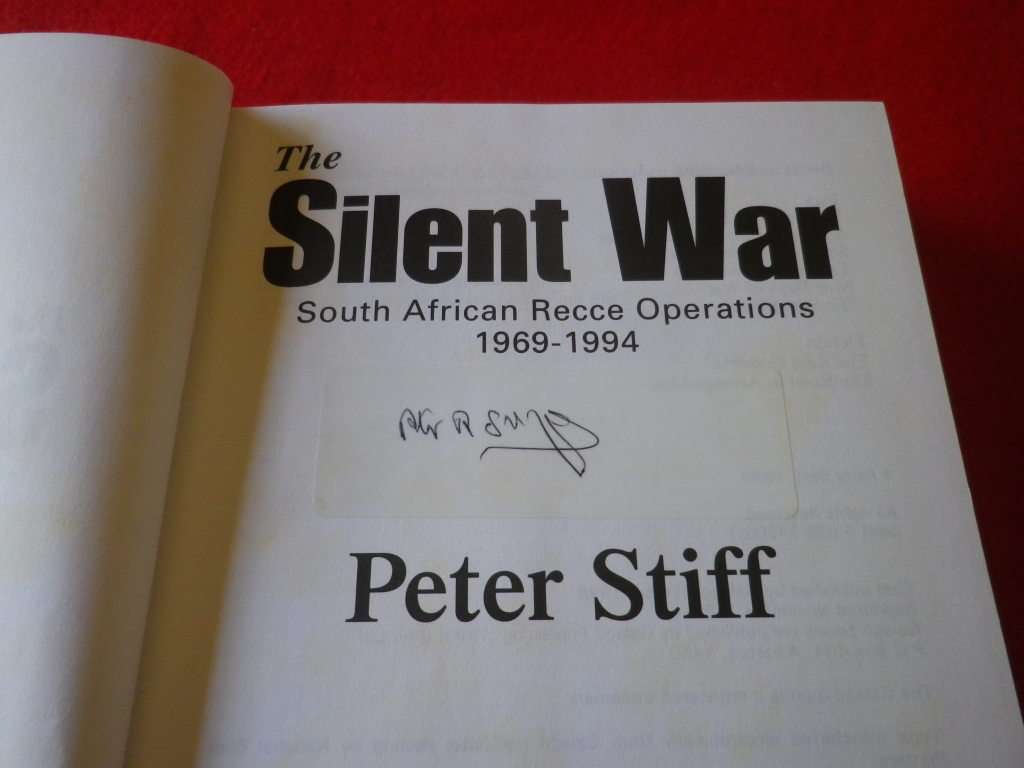 The
Silent War
South African Recce Operations
1969-1994
Peter Stiff